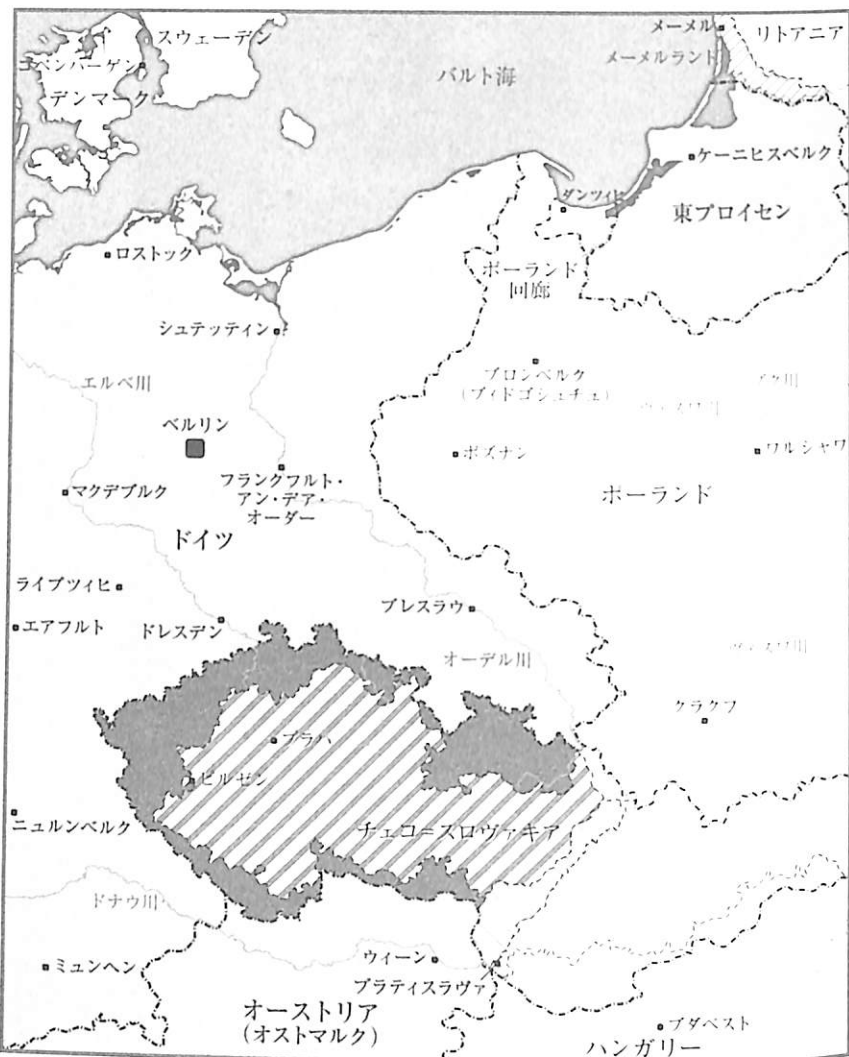 スウェーデン
メーメル
リトアニア
コペンハーゲン
メーメルラント
バルト海
デンマーク
ケーニヒスベルク
ダンツィヒ
東プロイセン
ロストック
ポーランド
回廊
シュテッティン
エルベ川
ブロンベルク
(ブィドゴシュチュ)
ベルリン
ポズナン
ワルシャワ
マクデブルク
フランクフルト・
アン・デア・
オーダー
ポーランド
ドイツ
ライプツィヒ
ブレスラウ
エアフルト
ドレスデン
オーデル川
ヴィスワ川
クラクフ
プラハ
ピルゼン
ニュルンベルク
チェコ=スロヴァキア
ドナウ川
ミュンヘン
ウィーン
ブラティスラヴァ
オーストリア
(オストマルク)
ブダペスト
ハンガリー